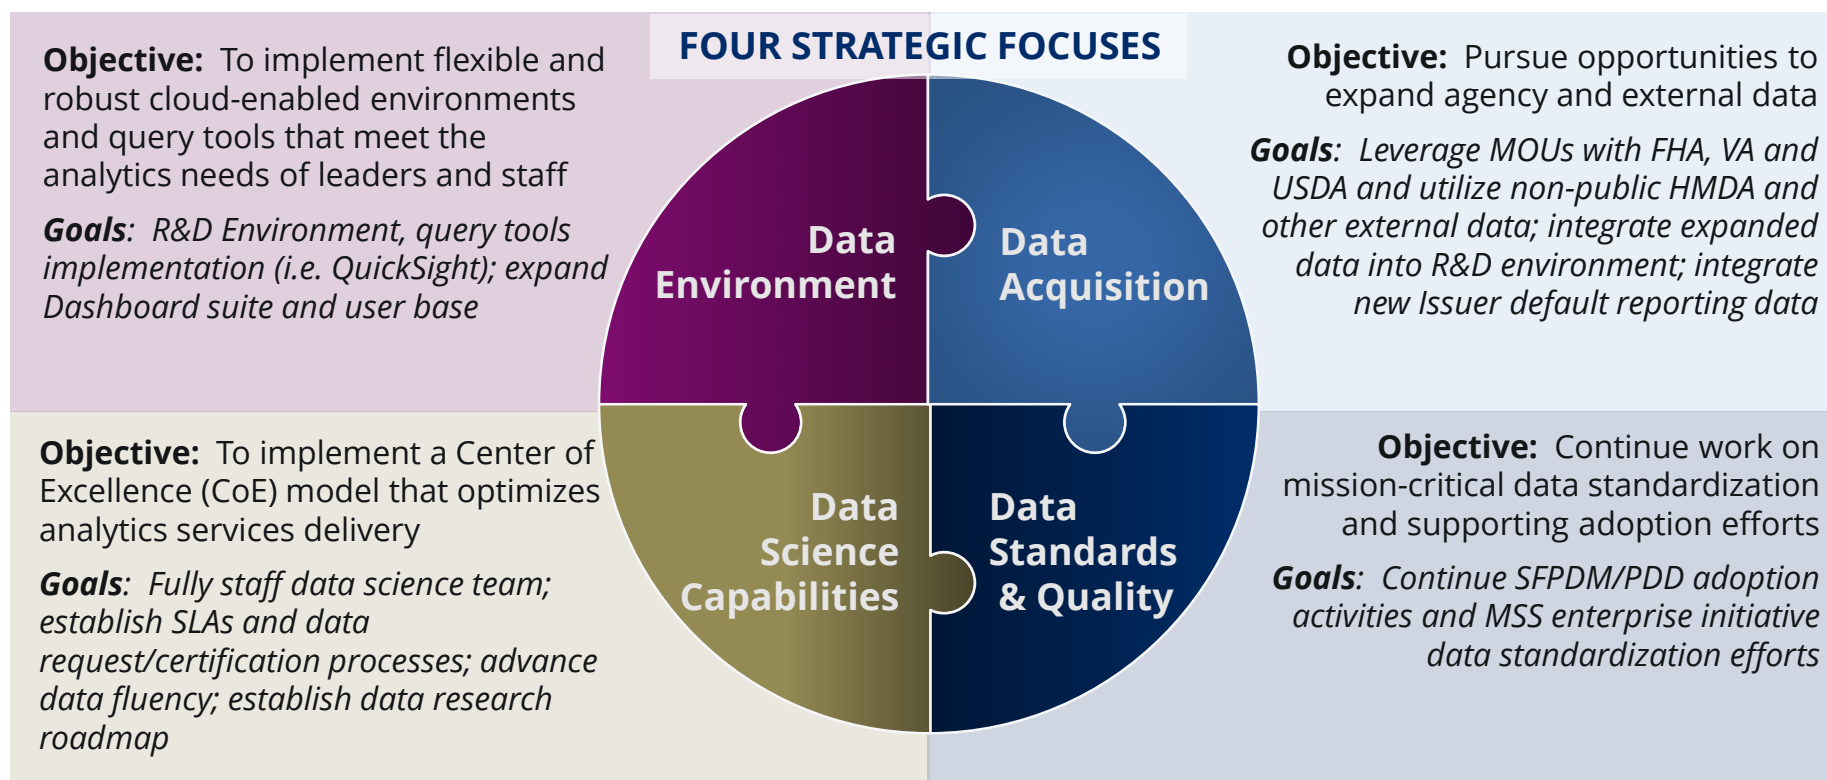 FOUR STRATEGIC FOCUSES
Objective: To implement flexible and
robust cloud-enabled environments
and query tools that meet the
analytics needs of leaders and staff
Goals: R&D Environment, query tools
implementation (i.e. QuickSight); expand
Dashboard suite and user base
Data
Environment
Data
Acquisition
Objective: Pursue opportunities to
expand agency and external data
Goals: Leverage MOUs with FHA, VA and
USDA and utilize non-public HMDA and
other external data; integrate expanded
data into R&D environment; integrate
new Issuer default reporting data
Objective: To implement a Center of
Excellence (CoE) model that optimizes
analytics services delivery
Goals: Fully staff data science team;
establish SLAs and data
request/certification processes; advance
data fluency; establish data research
roadmap
Data
Science
Capabilities
Data
Standards
& Quality
Objective: Continue work on
mission-critical data standardization
and supporting adoption efforts
Goals: Continue SFPDM/PDD adoption
activities and MSS enterprise initiative
data standardization efforts